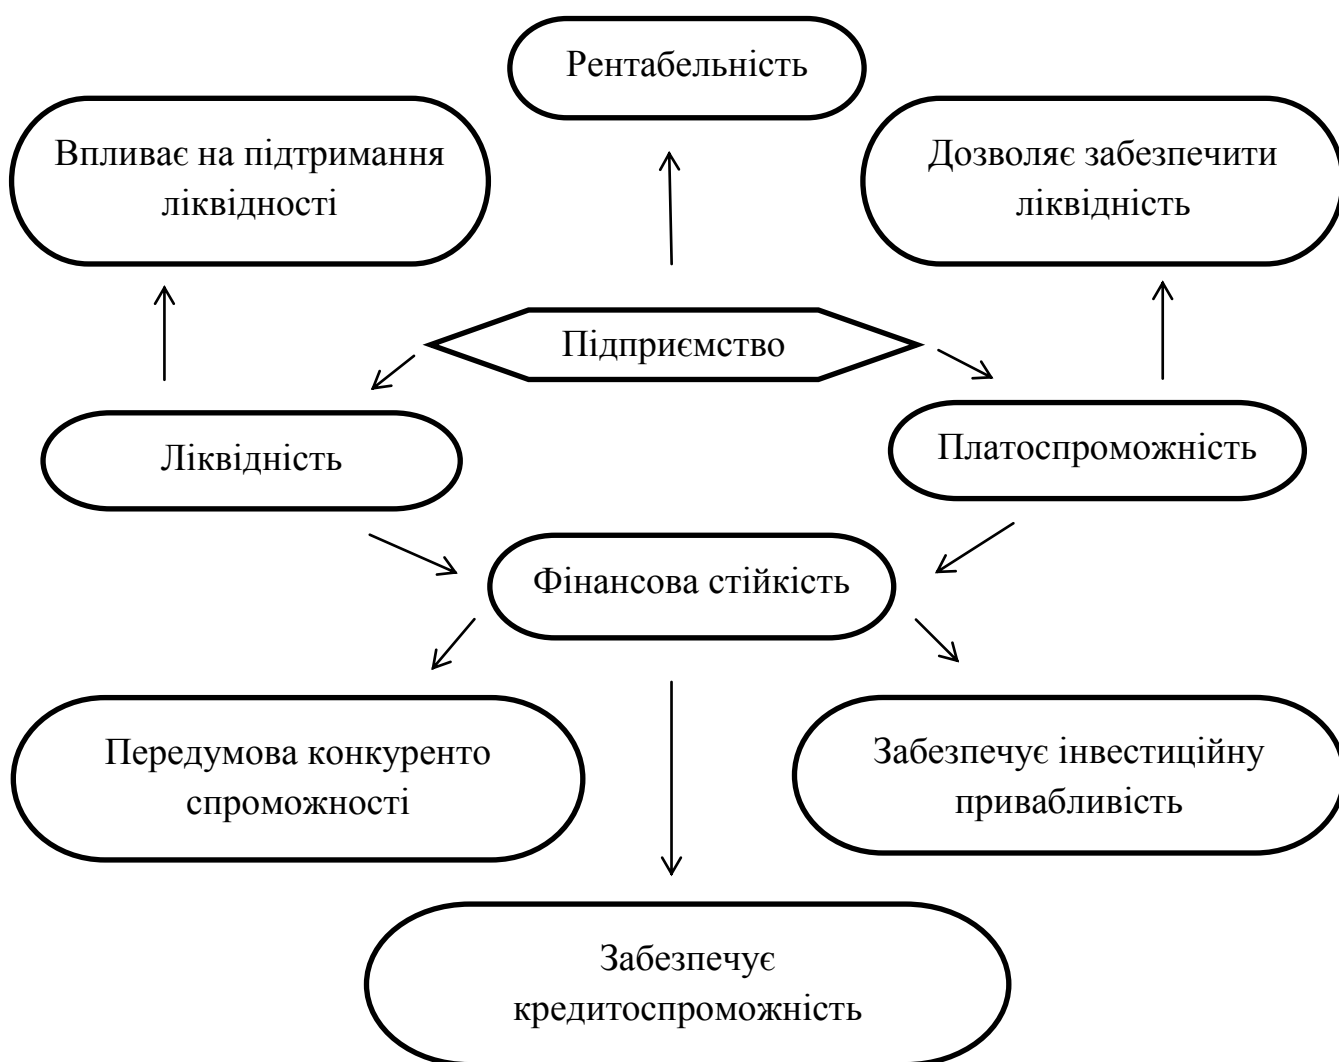 Рентабельність
Впливає на підтримання
ліквідності
Дозволяє забезпечити
ліквідність
Підприємство
Ліквідність
Платоспроможність
Фінансова стійкість
Передумова конкуренто
спроможності
Забезпечує інвестиційну
привабливість
Забезпечує
кредитоспроможність